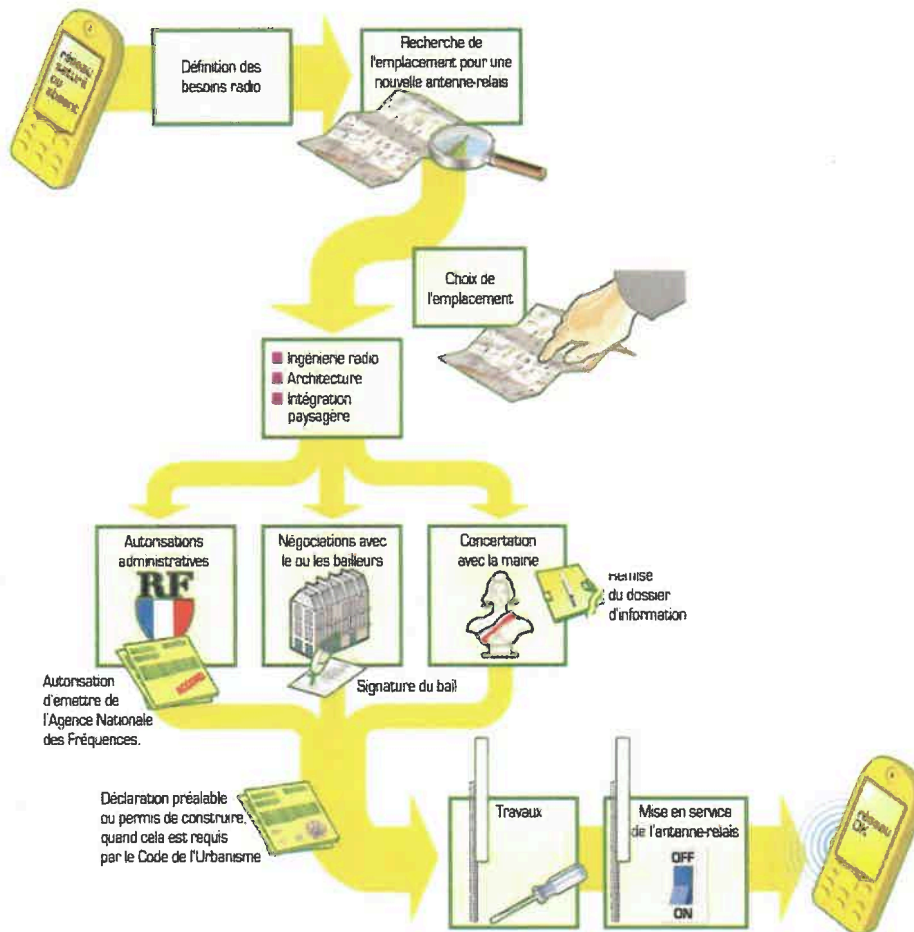 réseau
saturé
ou
absent
Définition des
besoins radio
Recherche de
l'emplacement pour une
nouvelle antenne-relais
Choix de
l'emplacement
Ingénierie radio
Architecture
Intégration
paysagère
Autorisations
administratives
RF
ACCORD
Autorisation
d'émettre de
l'Agence Nationale
des Fréquences.
Négociations avec
le ou les bailleurs
Signature du bail
Concertation
avec la mairie
Remise
du dossier
d'information
Déclaration préalable
ou permis de construire,
quand cela est requis
par le Code de l'Urbanisme
Travaux
Mise en service
de l'antenne-relais
OFF
ON
réseau
OK